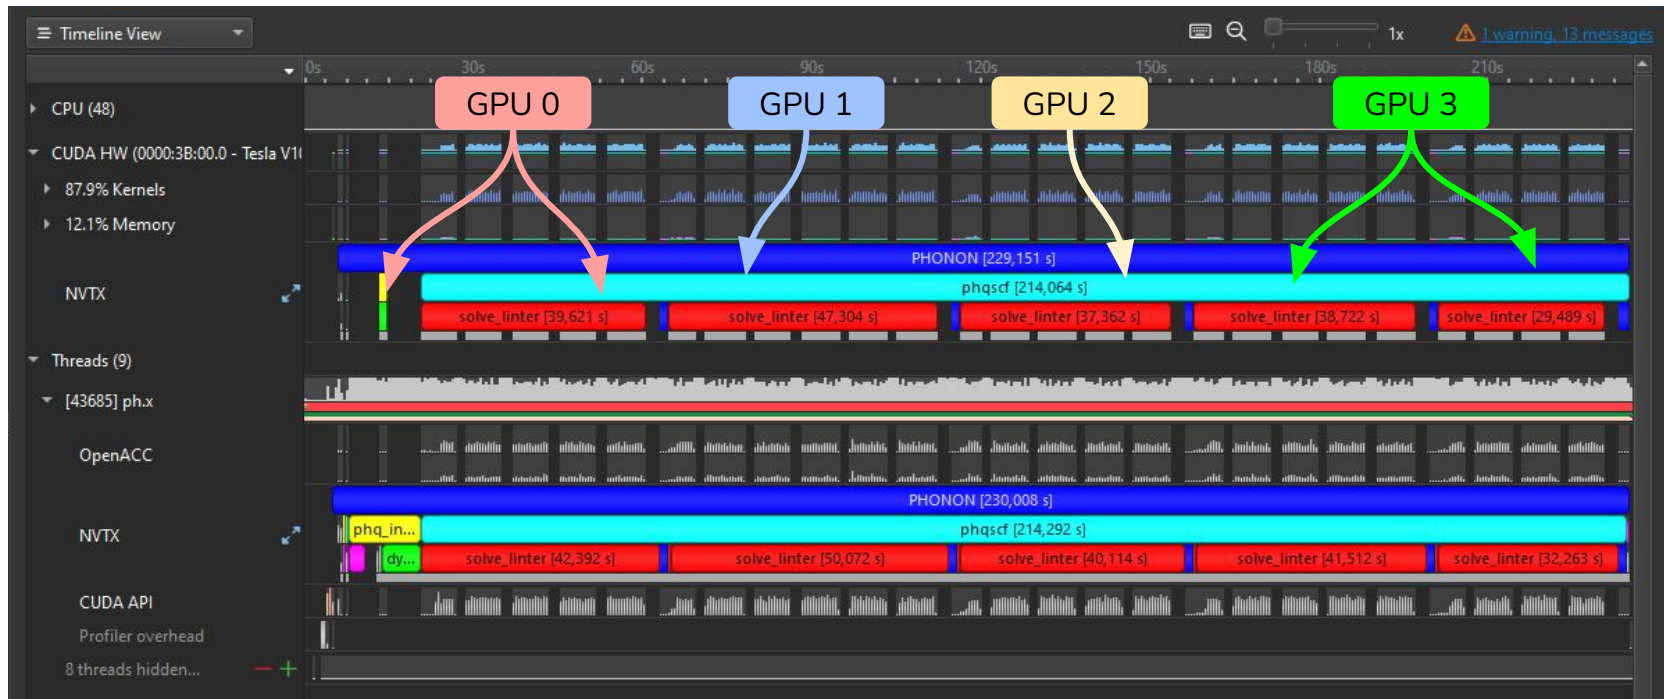 Timeline View
1x
1 warning, 13 messages
0s 30s 60s 90s 120s 150s 180s 210s
GPU 0 GPU 1 GPU 2 GPU 3
CPU (48)
CUDA HW (0000:3B:00.0 - Tesla V10
87.9% Kernels
12.1% Memory
PHONON [229,151 s]
NVTX
phqscf [214,064 s]
solve_linter [39,621 s] solve_linter [47,304 s] solve_linter [37,362 s] solve_linter [38,722 s] solve_linter [29,489 s]
Threads (9)
[43685] ph.x
OpenACC
PHONON [230,008 s]
NVTX
phq_in... phqscf [214,292 s]
dy... solve_linter [42,392 s] solve_linter [50,072 s] solve_linter [40,114 s] solve_linter [41,512 s] solve_linter [32,263 s]
CUDA API
Profiler overhead
8 threads hidden...